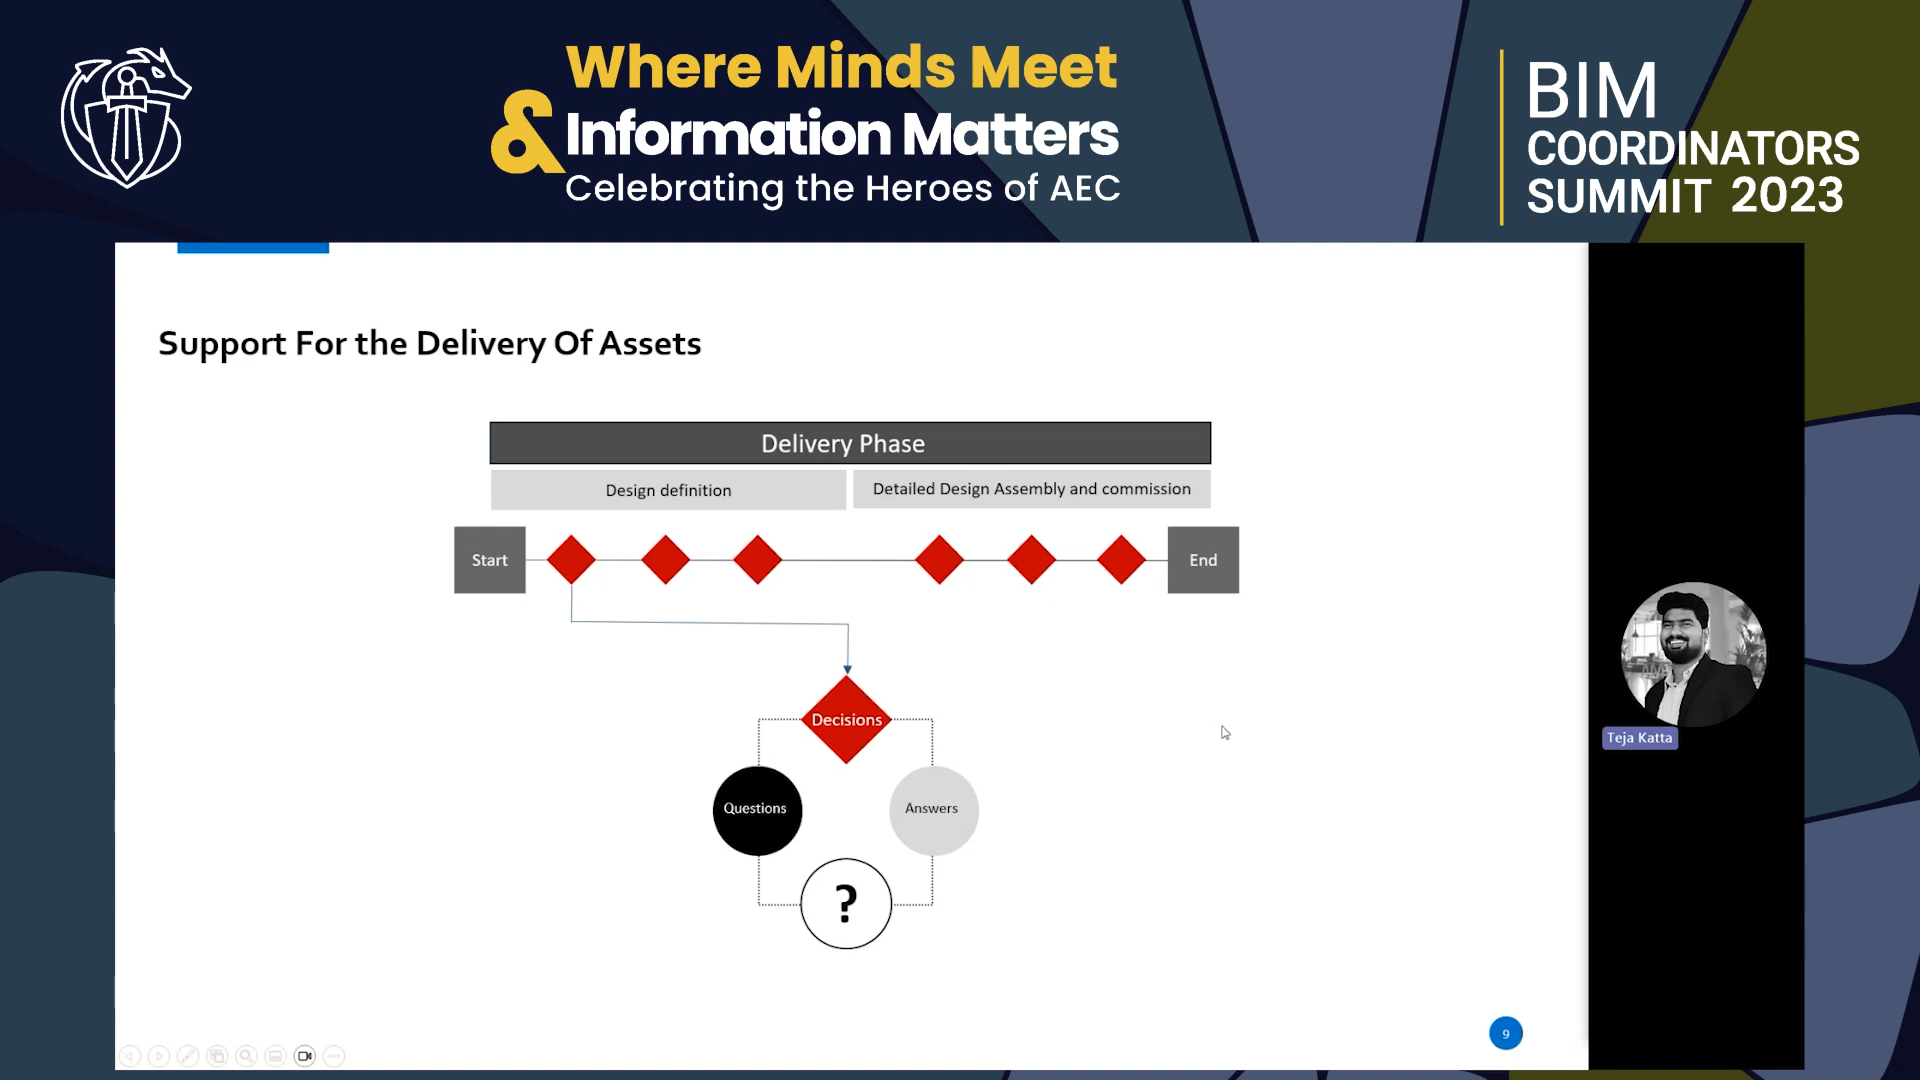 Where Minds Meet
& Information Matters
Celebrating the Heroes of AEC
BIM
COORDINATORS
SUMMIT 2023
Support For the Delivery Of Assets
Delivery Phase
Design definition
Detailed Design Assembly and commission
Start
End
Decisions
Questions
Answers
?
Teja Katta
9